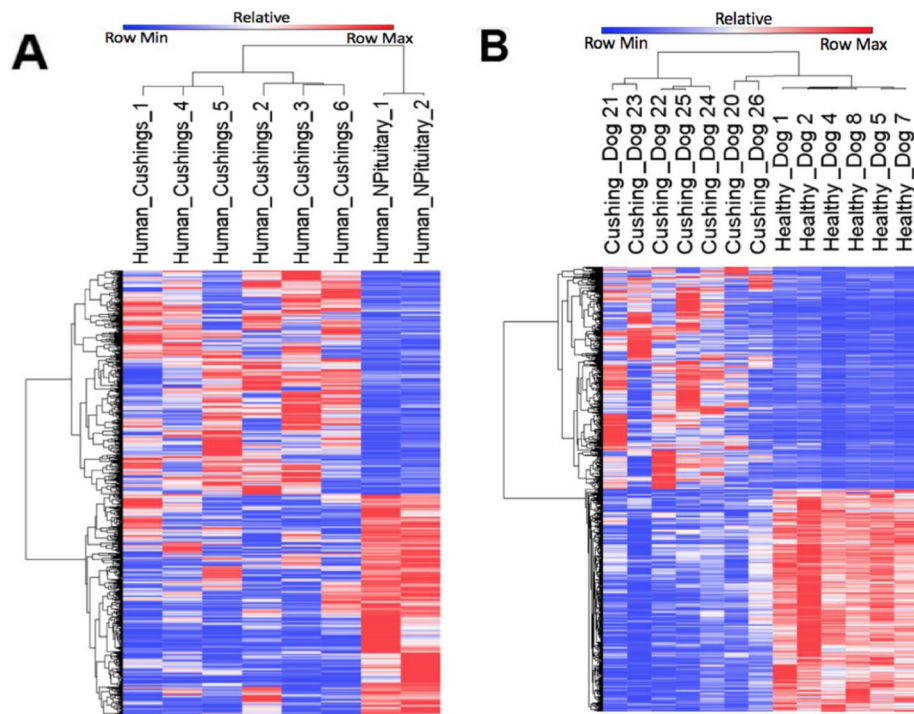 A
Relative
Row Min Row Max
Human_Cushings_1
Human_Cushings_4
Human_Cushings_5
Human_Cushings_2
Human_Cushings_3
Human_Cushings_6
Human_NPituitary_1
Human_NPituitary_2
B
Relative
Row Min Row Max
Cushing_Dog 21
Cushing_Dog 23
Cushing_Dog 22
Cushing_Dog 25
Cushing_Dog 24
Cushing_Dog 20
Cushing_Dog 26
Healthy_Dog 1
Healthy_Dog 2
Healthy_Dog 4
Healthy_Dog 8
Healthy_Dog 5
Healthy_Dog 7